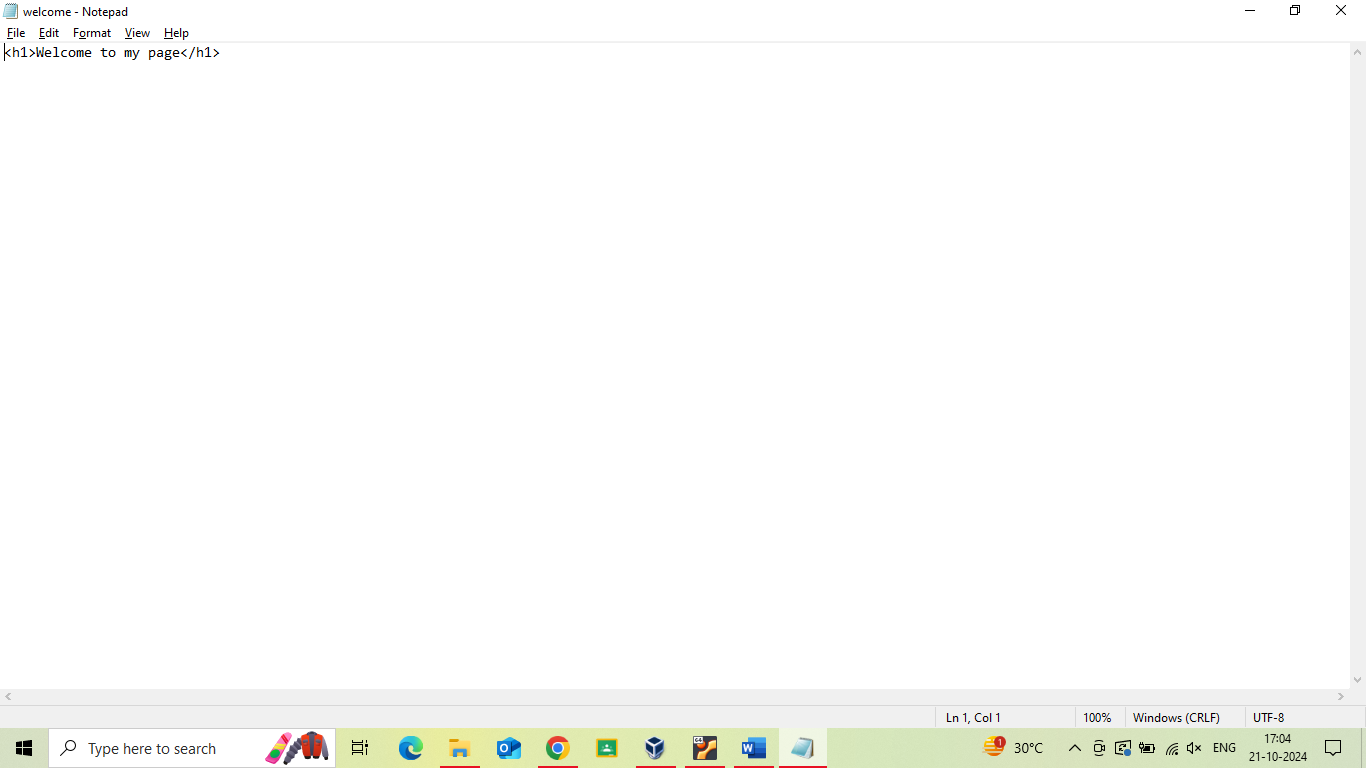 welcome - Notepad
File Edit Format View Help
<h1>Welcome to my page</h1>
Ln 1, Col 1 100% Windows (CRLF) UTF-8
Type here to search 1 30°C ENG 17:04
21-10-2024